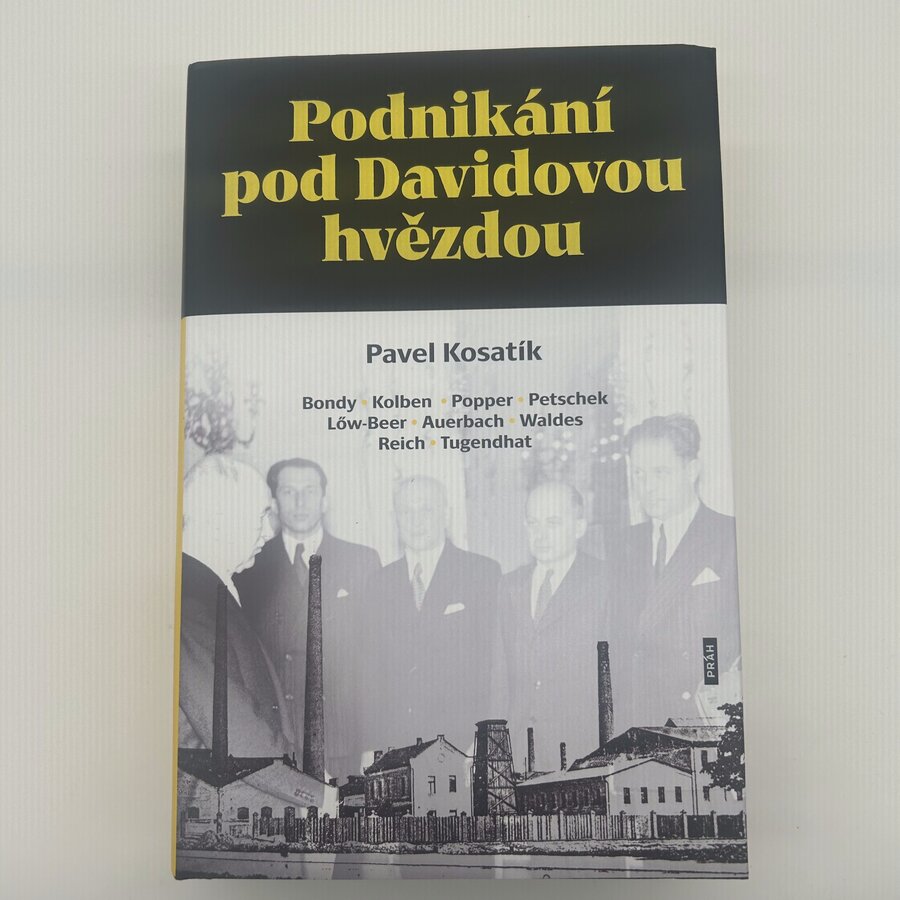 Podnikání
pod Davidovou
hvězdou
Pavel Kosatík
Bondy • Kolben • Popper • Petschek
Lőw-Beer • Auerbach • Waldes
Reich • Tugendhat
PRÁH